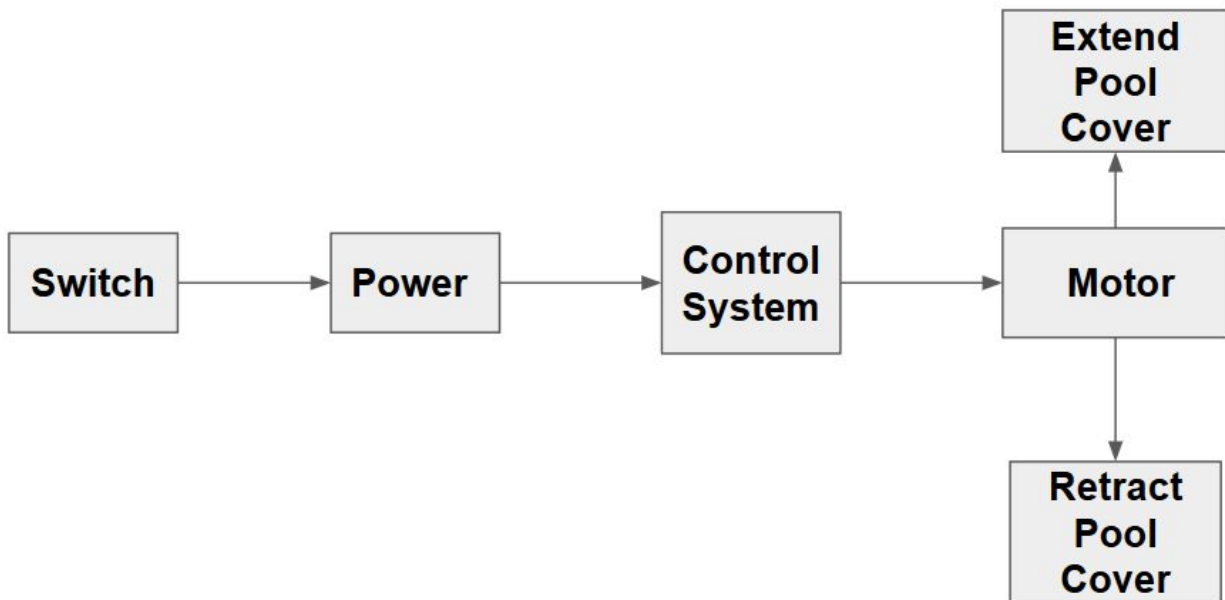 Switch
Power
Control
System
Motor
Extend
Pool
Cover
Retract
Pool
Cover